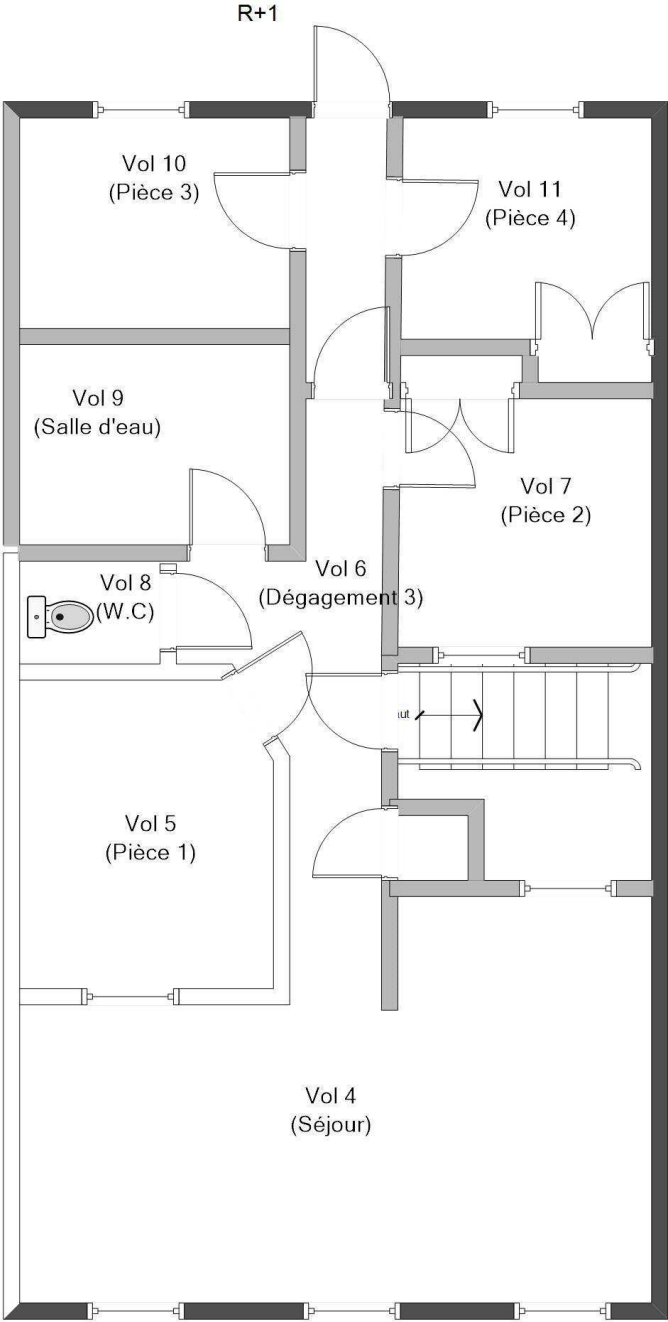 R+1
Vol 10
(Pièce 3)
Vol 11
(Pièce 4)
Vol 9
(Salle d'eau)
Vol 7
(Pièce 2)
Vol 8
(W.C)
Vol 6
(Dégagement 3)
Vol 5
(Pièce 1)
Vol 4
(Séjour)